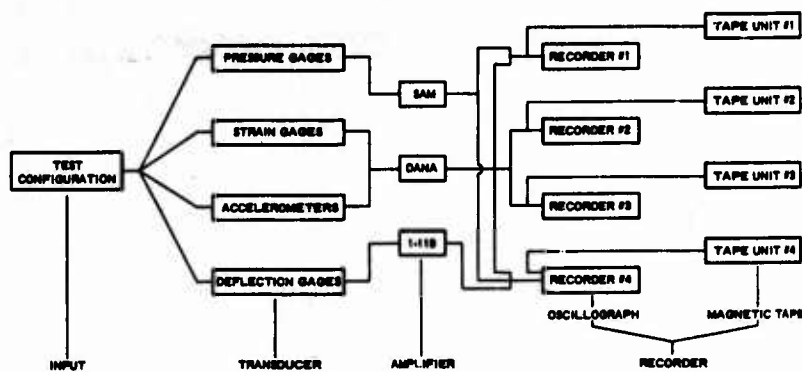 TEST
CONFIGURATION
PRESSURE GAGES
STRAIN GAGES
ACCELEROMETERS
DEFLECTION GAGES
SAM
DANA
1-118
RECORDER #1
RECORDER #2
RECORDER #3
RECORDER #4
TAPE UNIT #1
TAPE UNIT #2
TAPE UNIT #3
TAPE UNIT #4
OSCILLOGRAPH
MAGNETIC TAPE
INPUT
TRANSDUCER
AMPLIFIER
RECORDER